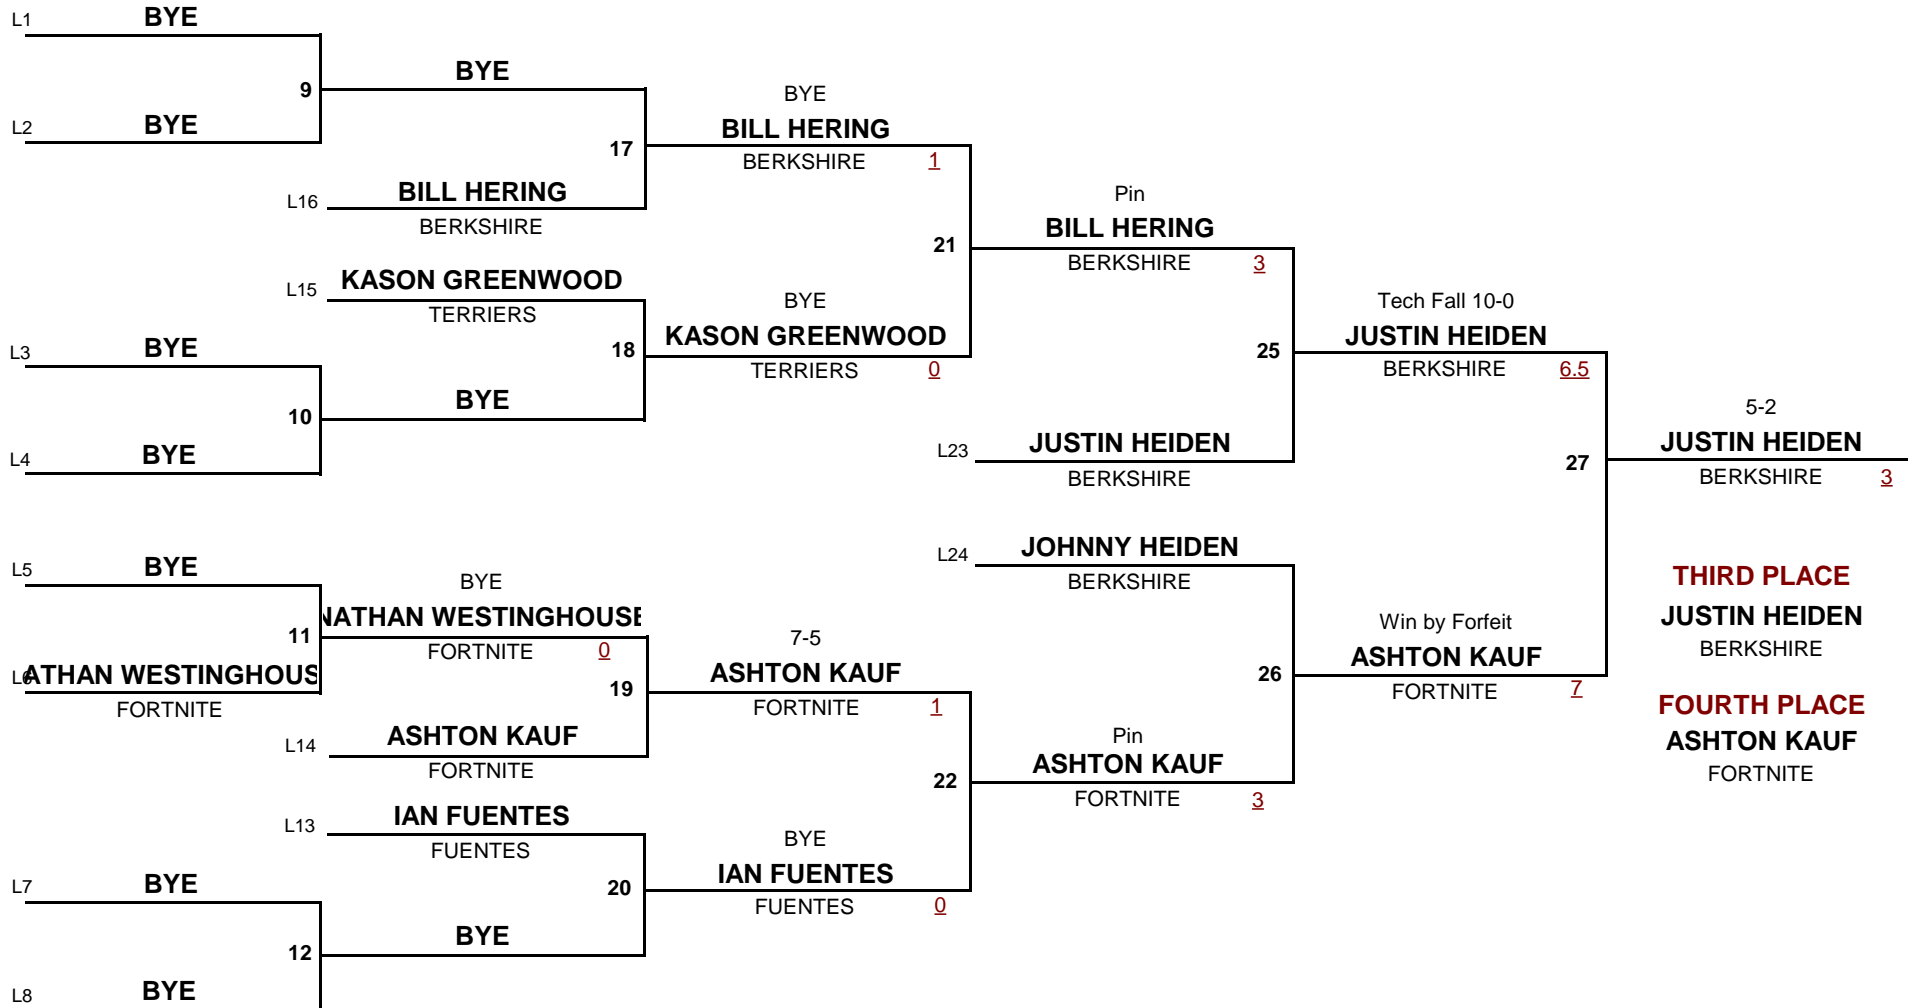 L1 BYE
BYE
9
BYE
L2 BYE
BILL HERING
17
BERKSHIRE 1
L16 BILL HERING
BERKSHIRE
Pin
BILL HERING
21
BERKSHIRE 3
L15 KASON GREENWOOD
TERRIERS
BYE
Tech Fall 10-0
KASON GREENWOOD
JUSTIN HEIDEN
L3 BYE
18
25
TERRIERS 0
BERKSHIRE 6.5
BYE
10
5-2
L4 BYE
L23 JUSTIN HEIDEN
JUSTIN HEIDEN
27
BERKSHIRE
BERKSHIRE 3
L24 JOHNNY HEIDEN
BERKSHIRE
L5 BYE
BYE
THIRD PLACE
NATHAN WESTINGHOUSE
JUSTIN HEIDEN
11
7-5
Win by Forfeit
FORTNITE 0
BERKSHIRE
L6 ATHAN WESTINGHOUS
ASHTON KAUF
26
ASHTON KAUF
19
FORTNITE
FORTNITE 1
FORTNITE 7
FOURTH PLACE
L14 ASHTON KAUF
Pin
ASHTON KAUF
FORTNITE
ASHTON KAUF
FORTNITE
22
FORTNITE 3
L13 IAN FUENTES
FUENTES
BYE
L7 BYE
20
IAN FUENTES
FUENTES 0
BYE
12
L8 BYE